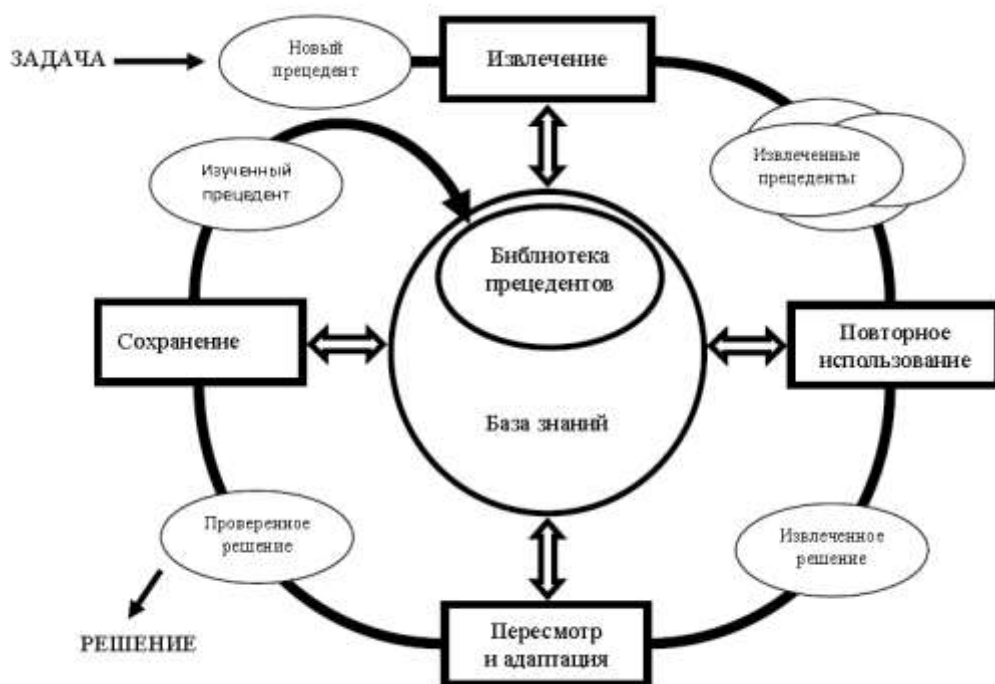 ЗАДАЧА
Новый
прецедент
Извлечение
Извлеченные
прецеденты
Изученный
прецедент
Библиотека
прецедентов
Сохранение
Повторное
использование
База знаний
Проверенное
решение
Извлеченное
решение
РЕШЕНИЕ
Пересмотр
и адаптация